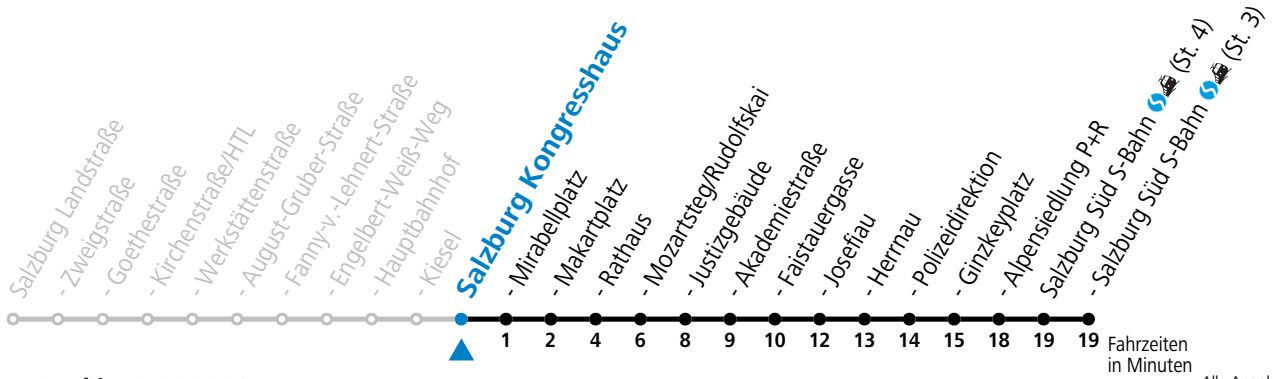 Salzburg Landstraße
- Zweigstraße
- Goethestraße
- Kirchenstraße/HTL
- Werkstättenstraße
- August-Gruber-Straße
- Fanny-v.-Lehnert-Straße
- Engelbert-Weiß-Weg
- Hauptbahnhof
- Kiesel
Salzburg Kongresshaus
- Mirabellplatz
- Makartplatz
- Rathaus
- Mozartsteg/Rudolfskai
- Justizgebäude
- Akademiestraße
- Faistauergasse
- Josefiau
- Herrnau
- Polizeidirektion
- Ginzkeyplatz
- Alpensiedlung P+R
Salzburg Süd S-Bahn (St. 4)
- Salzburg Süd S-Bahn (St. 3)
1 2 4 6 8 9 10 12 13 14 15 18 19 19
Fahrzeiten
in Minuten